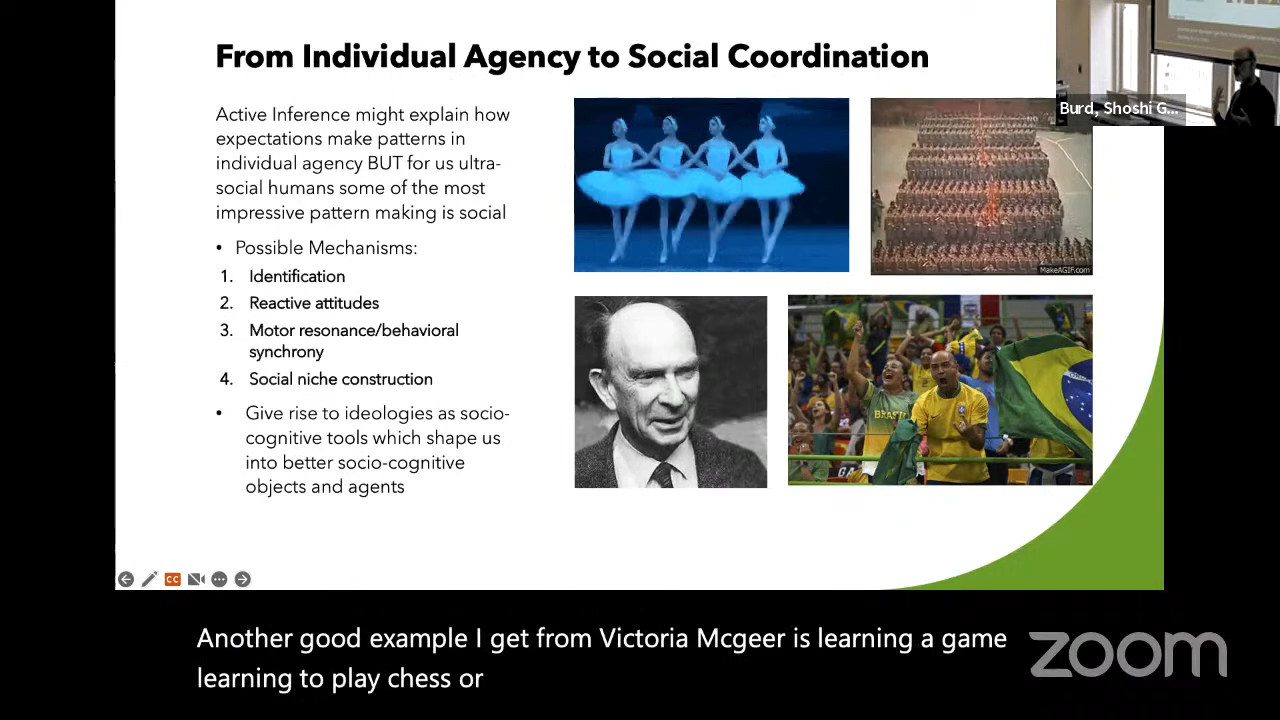 From Individual Agency to Social Coordination
Active Inference might explain how
expectations make patterns in
individual agency BUT for us ultra-
social humans some of the most
impressive pattern making is social
• Possible Mechanisms:
1. Identification
2. Reactive attitudes
3. Motor resonance/behavioral
synchrony
4. Social niche construction
• Give rise to ideologies as socio-
cognitive tools which shape us
into better socio-cognitive
objects and agents
MakeAGIF.com
BRASIL
GA
Burd, Shoshi G...
CC
Another good example I get from Victoria Mcgeer is learning a game
learning to play chess or
zoom